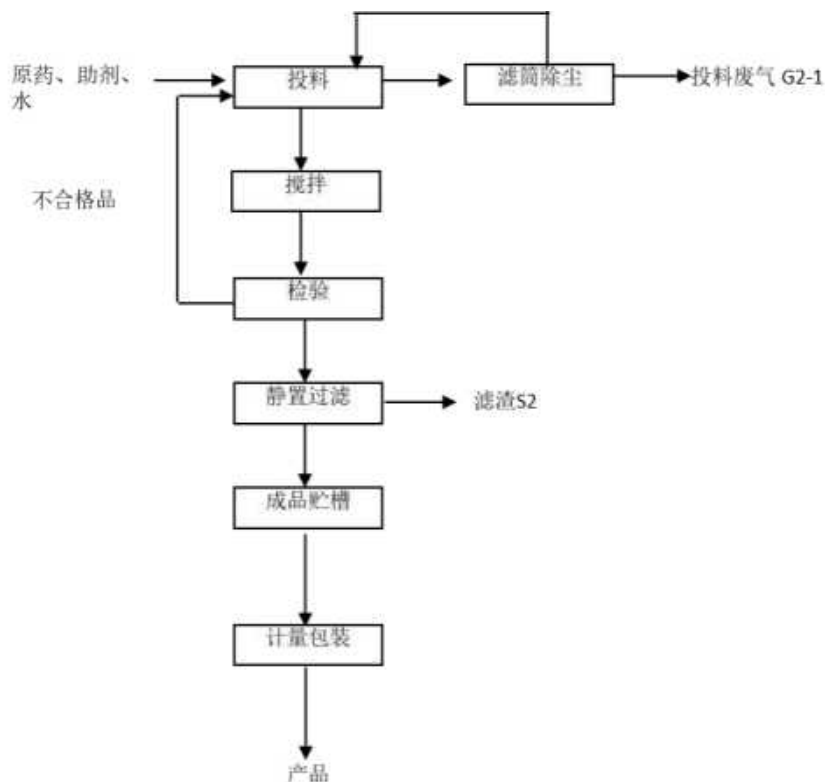 原药、助剂、
水
投料
滤筒除尘
投料废气 G2-1
搅拌
不合格品
检验
静置过滤
滤渣S2
成品贮槽
计量包装
产品